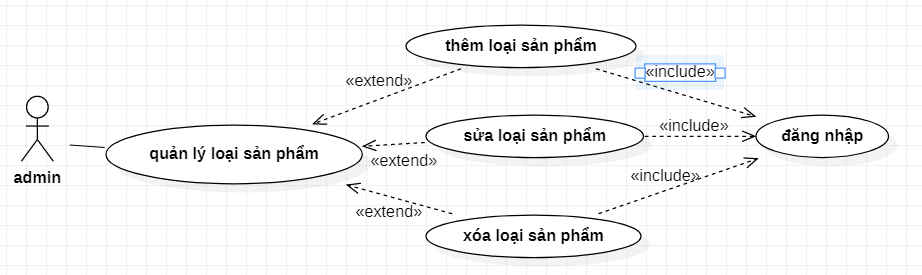 thêm loại sản phẩm
«extend»
«include»
admin
quản lý loại sản phẩm
«extend»
sửa loại sản phẩm
«include»
đăng nhập
«extend»
«include»
xóa loại sản phẩm